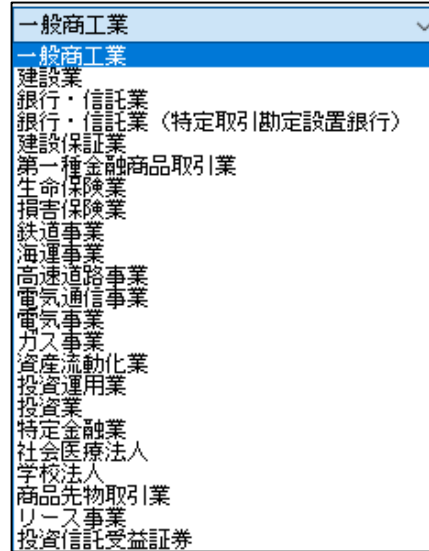 一般商工業
一般商工業
建設業
銀行・信託業
銀行・信託業（特定取引勘定設置銀行）
建設保証業
第一種金融商品取引業
生命保険業
損害保険業
鉄道事業
海運事業
高速道路事業
電気通信事業
電気事業
ガス事業
資産流動化業
投資運用業
投資業
特定金融業
社会医療法人
学校法人
商品先物取引業
リース事業
投資信託受益証券